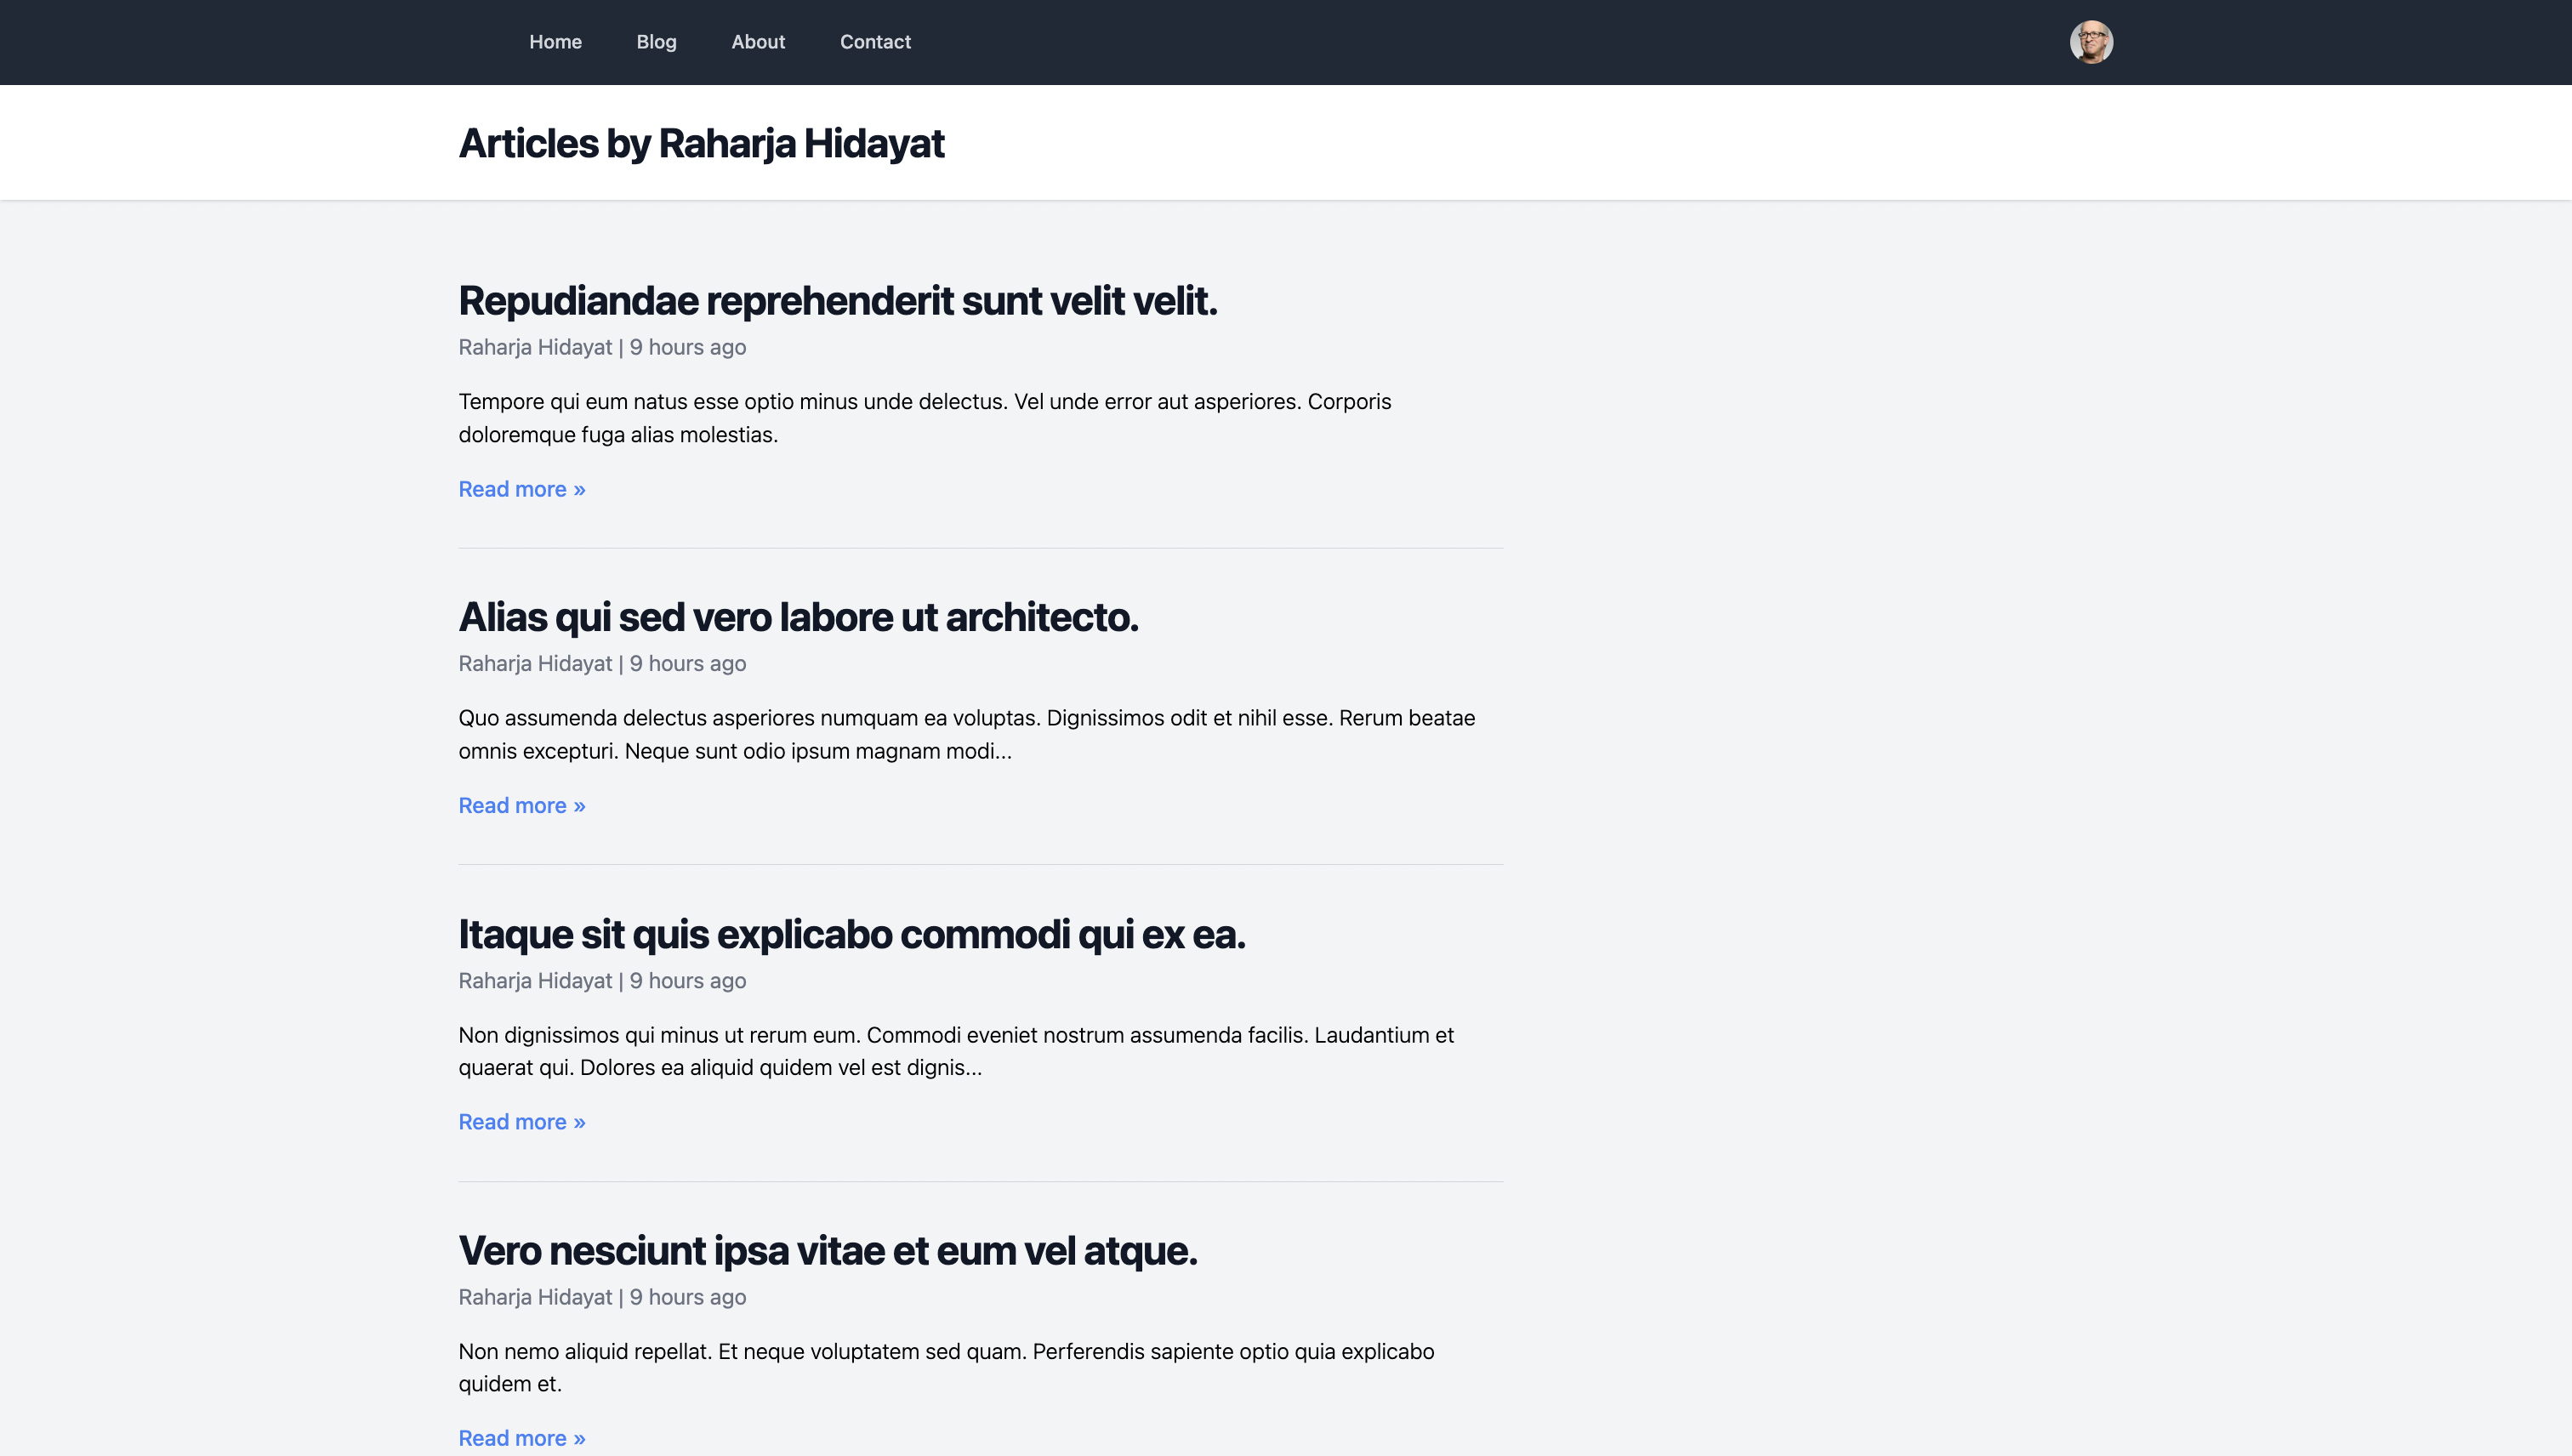 Home Blog About Contact
Articles by Raharja Hidayat
Repudiandae reprehenderit sunt velit velit.
Raharja Hidayat | 9 hours ago
Tempore qui eum natus esse optio minus unde delectus. Vel unde error aut asperiores. Corporis
doloremque fuga alias molestias.
Read more »
Alias qui sed vero labore ut architecto.
Raharja Hidayat | 9 hours ago
Quo assumenda delectus asperiores numquam ea voluptas. Dignissimos odit et nihil esse. Rerum beatae
omnis excepturi. Neque sunt odio ipsum magnam modi...
Read more »
Itaque sit quis explicabo commodi qui ex ea.
Raharja Hidayat | 9 hours ago
Non dignissimos qui minus ut rerum eum. Commodi eveniet nostrum assumenda facilis. Laudantium et
quaerat qui. Dolores ea aliquid quidem vel est dignis...
Read more »
Vero nesciunt ipsa vitae et eum vel atque.
Raharja Hidayat | 9 hours ago
Non nemo aliquid repellat. Et neque voluptatem sed quam. Perferendis sapiente optio quia explicabo
quidem et.
Read more »